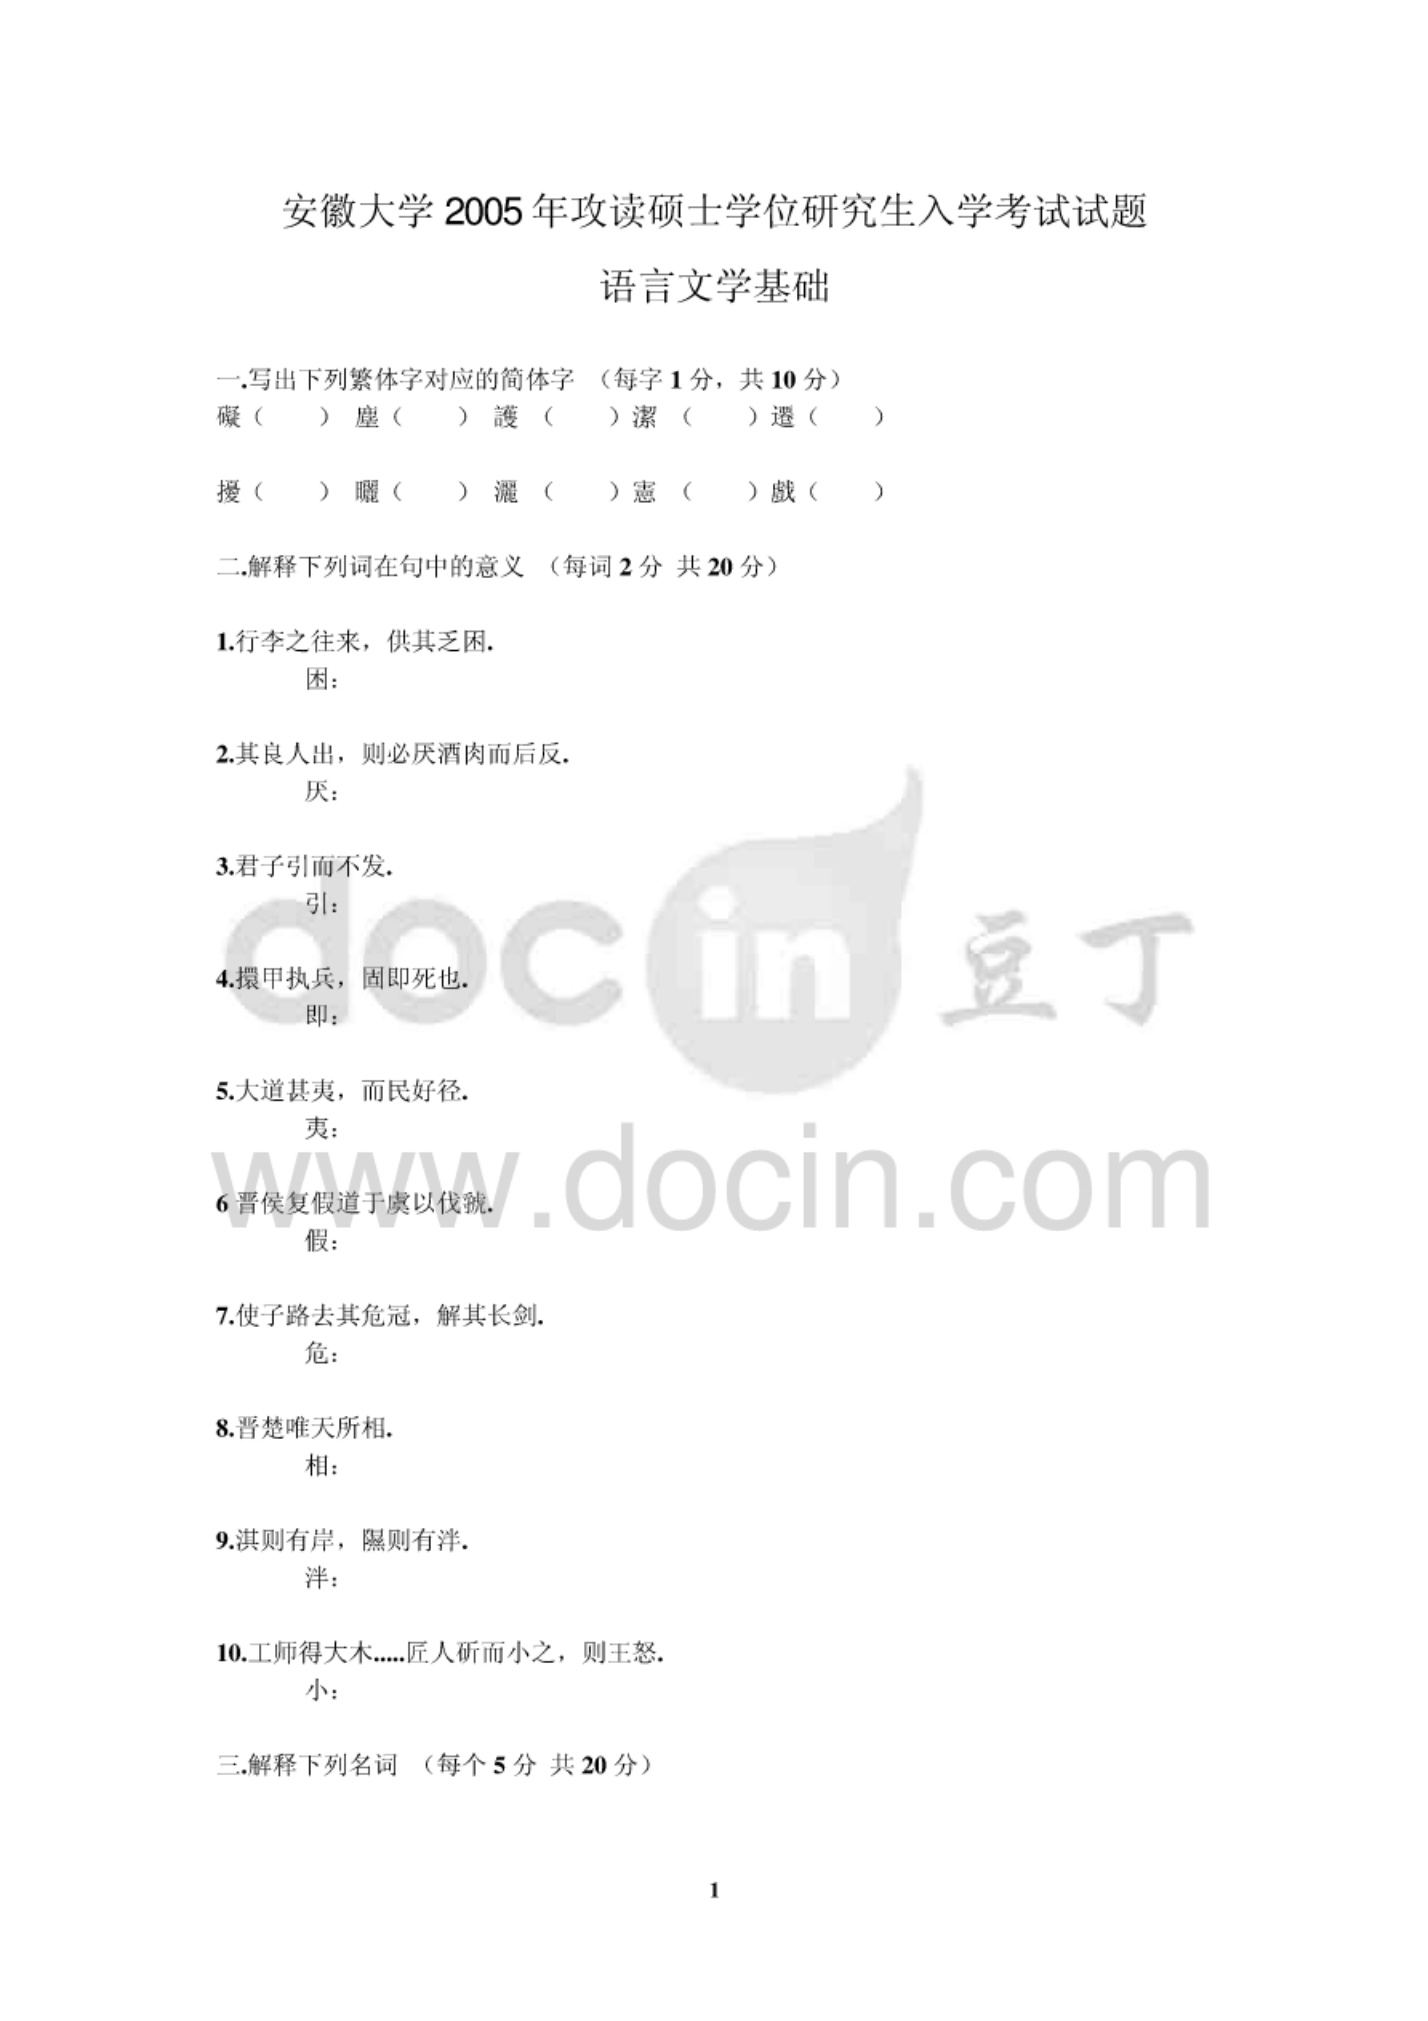 安徽大学 2005 年攻读硕士学位研究生入学考试试题
语言文学基础
一.写出下列繁体字对应的简体字 （每字 1 分，共 10 分）
礙（    ） 塵（    ） 護 （    ）潔 （    ）遷（    ）
擾（    ） 曬（    ） 灑 （    ）憲 （    ）戲（    ）
二.解释下列词在句中的意义 （每词 2 分 共 20 分）
1.行李之往来，供其乏困.
困：
2.其良人出，则必厌酒肉而后反.
厌：
3.君子引而不发.
引：
4.擐甲执兵，固即死也.
即：
5.大道甚夷，而民好径.
夷：
6 晋侯复假道于虞以伐虢.
假：
7.使子路去其危冠，解其长剑.
危：
8.晋楚唯天所相.
相：
9.淇则有岸，隰则有泮.
泮：
10.工师得大木.....匠人斫而小之，则王怒.
小：
三.解释下列名词 （每个 5 分 共 20 分）
1
docin 豆丁
www.docin.com